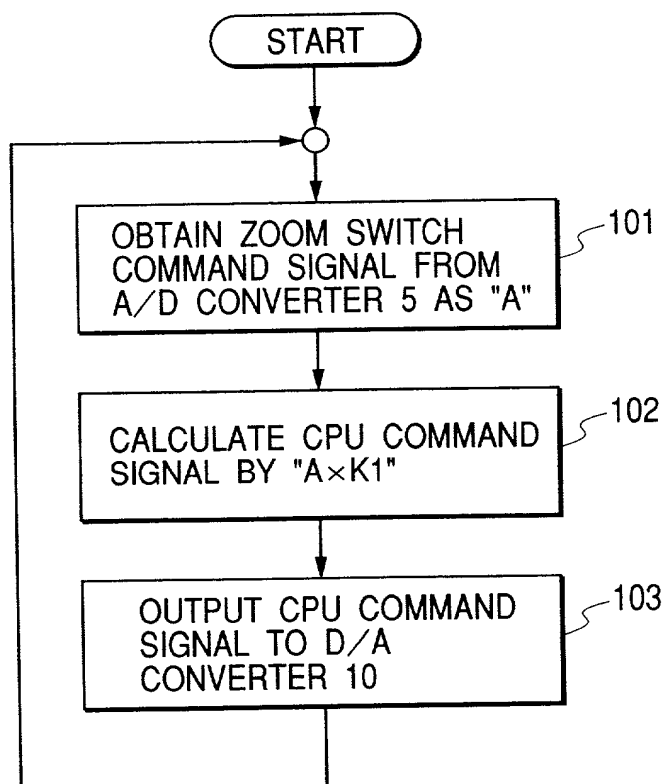 START
OBTAIN ZOOM SWITCH
COMMAND SIGNAL FROM
A/D CONVERTER 5 AS "A"
101
CALCULATE CPU COMMAND
SIGNAL BY "A×K1"
102
OUTPUT CPU COMMAND
SIGNAL TO D/A
CONVERTER 10
103